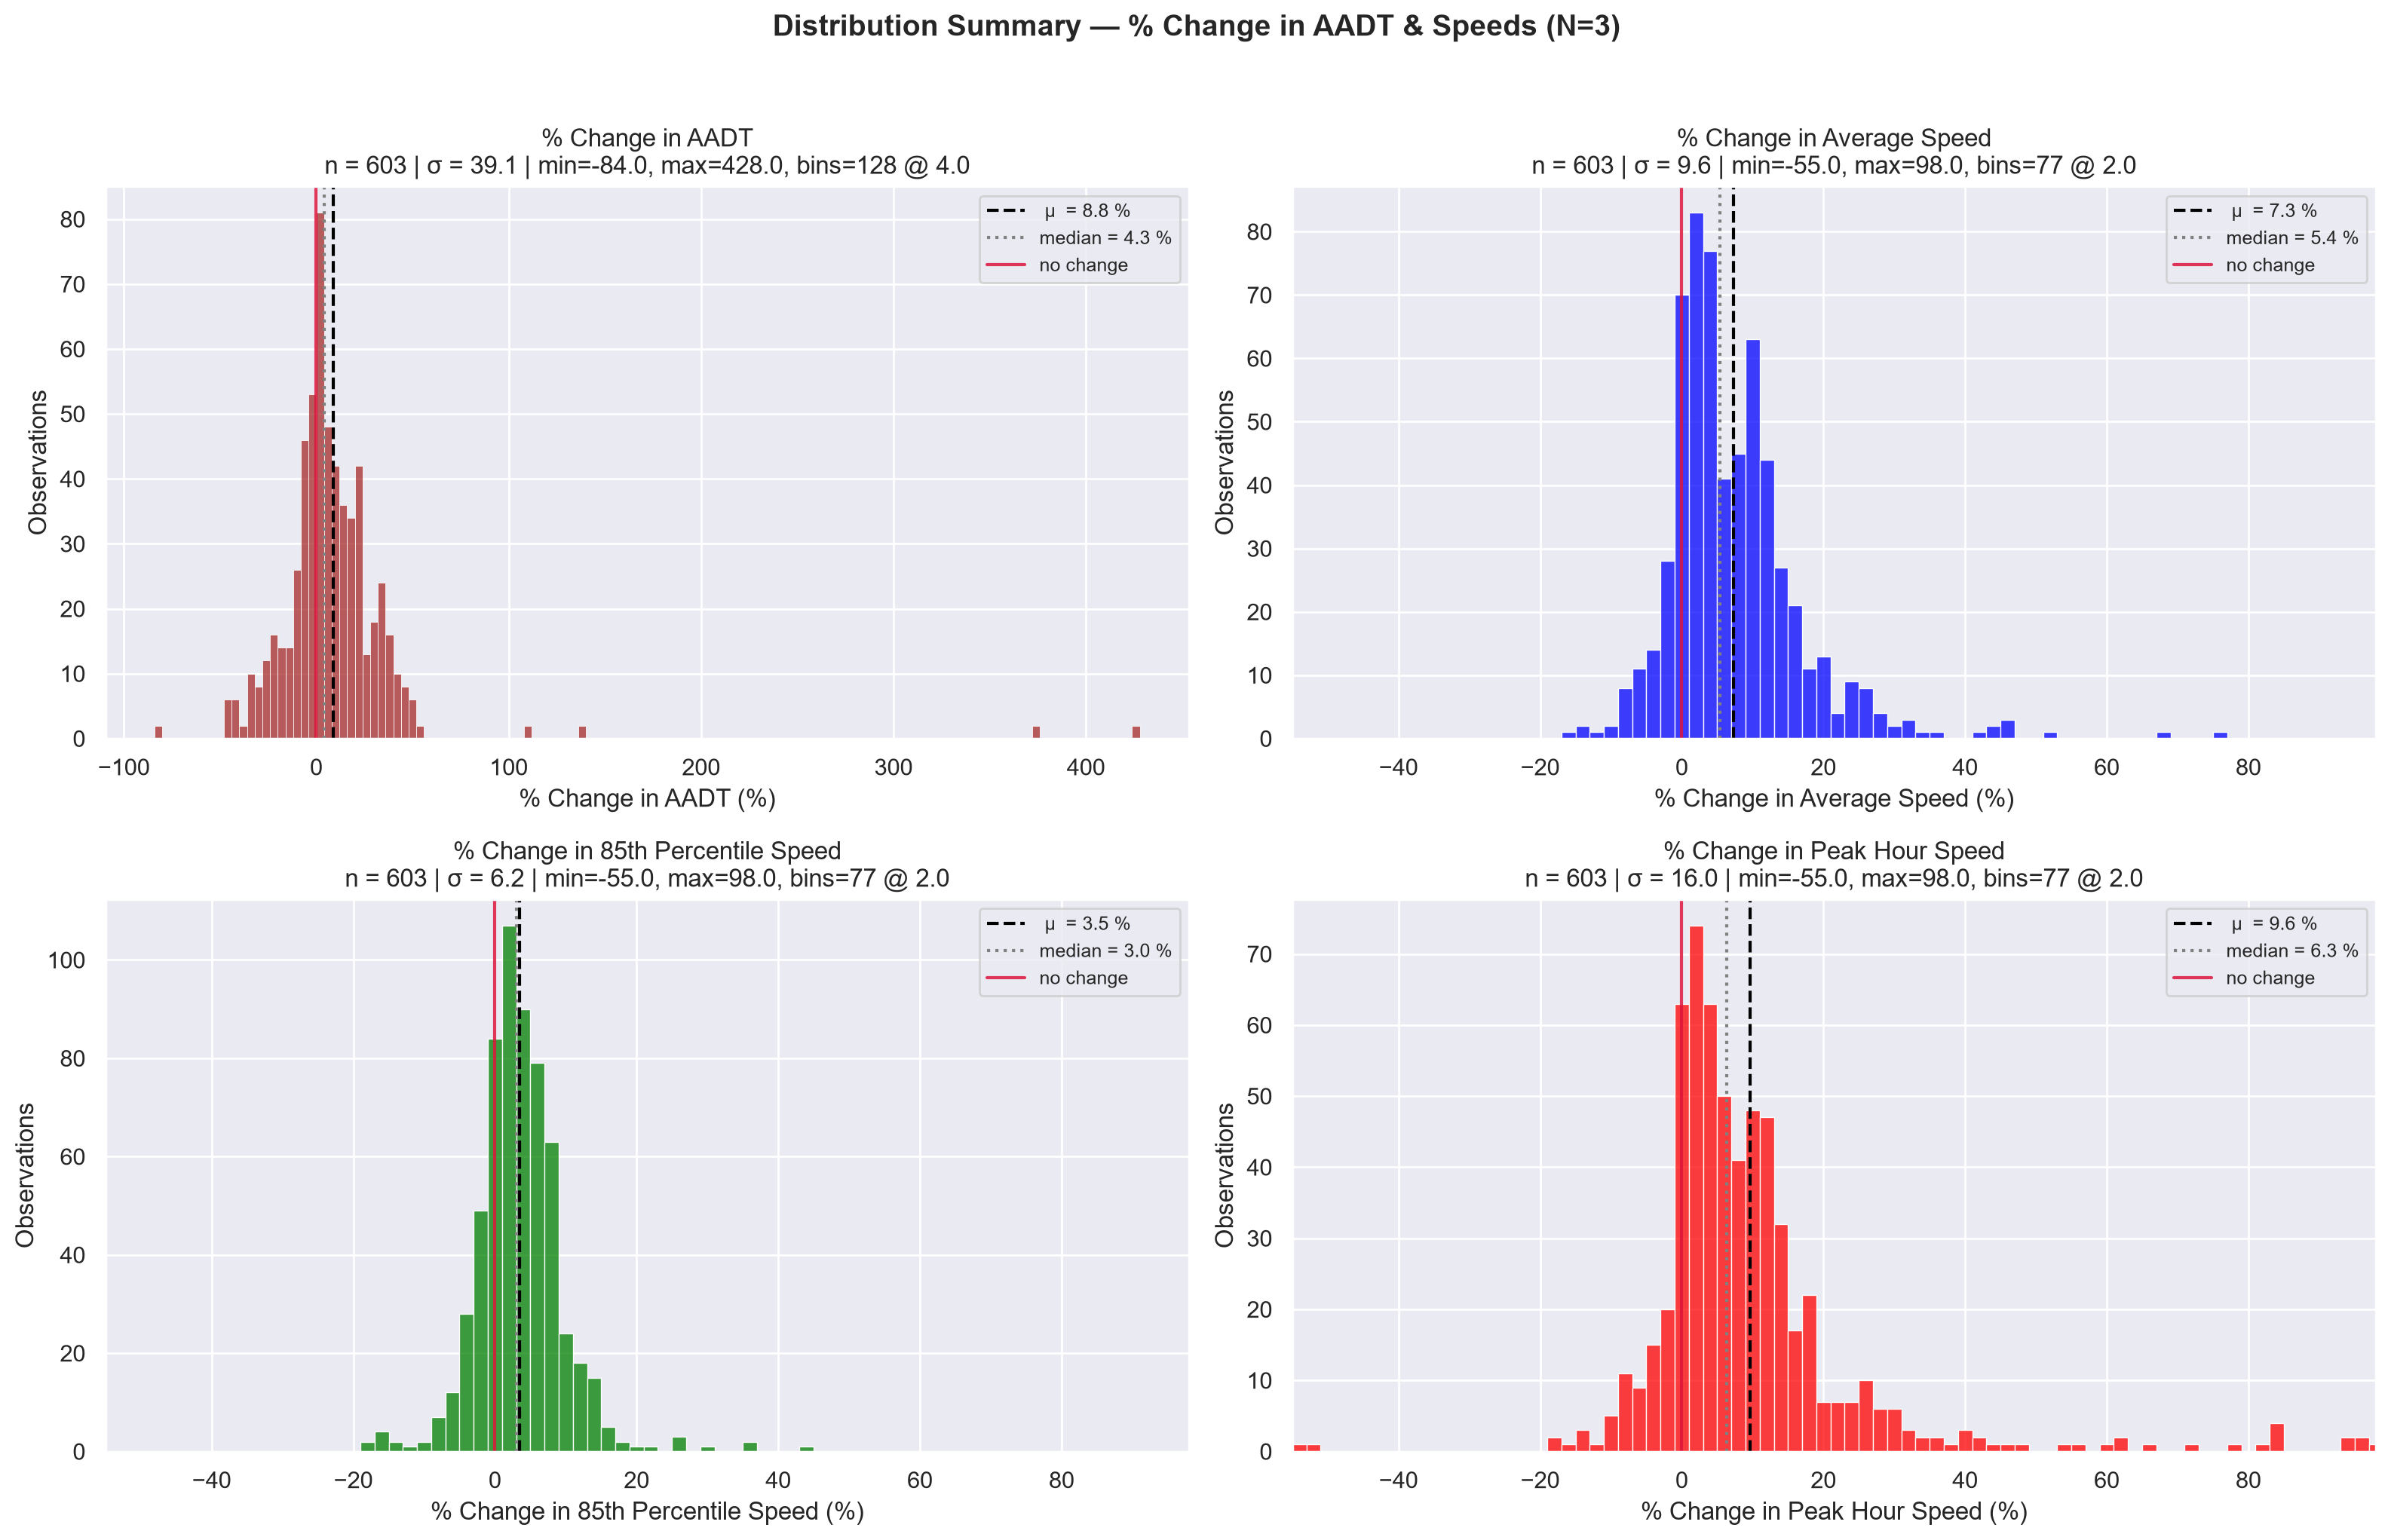 Distribution Summary — % Change in AADT & Speeds (N=3)
% Change in AADT
n = 603 | σ = 39.1 | min=-84.0, max=428.0, bins=128 @ 4.0
μ = 8.8 %
median = 4.3 %
no change
80
70
60
50
40
30
20
10
0
Observations
−100
0
100
200
300
400
% Change in AADT (%)
% Change in Average Speed
n = 603 | σ = 9.6 | min=-55.0, max=98.0, bins=77 @ 2.0
μ = 7.3 %
median = 5.4 %
no change
80
70
60
50
40
30
20
10
0
Observations
−40
−20
0
20
40
60
80
% Change in Average Speed (%)
% Change in 85th Percentile Speed
n = 603 | σ = 6.2 | min=-55.0, max=98.0, bins=77 @ 2.0
μ = 3.5 %
median = 3.0 %
no change
100
80
60
40
20
0
Observations
−40
−20
0
20
40
60
80
% Change in 85th Percentile Speed (%)
% Change in Peak Hour Speed
n = 603 | σ = 16.0 | min=-55.0, max=98.0, bins=77 @ 2.0
μ = 9.6 %
median = 6.3 %
no change
70
60
50
40
30
20
10
0
Observations
−40
−20
0
20
40
60
80
% Change in Peak Hour Speed (%)